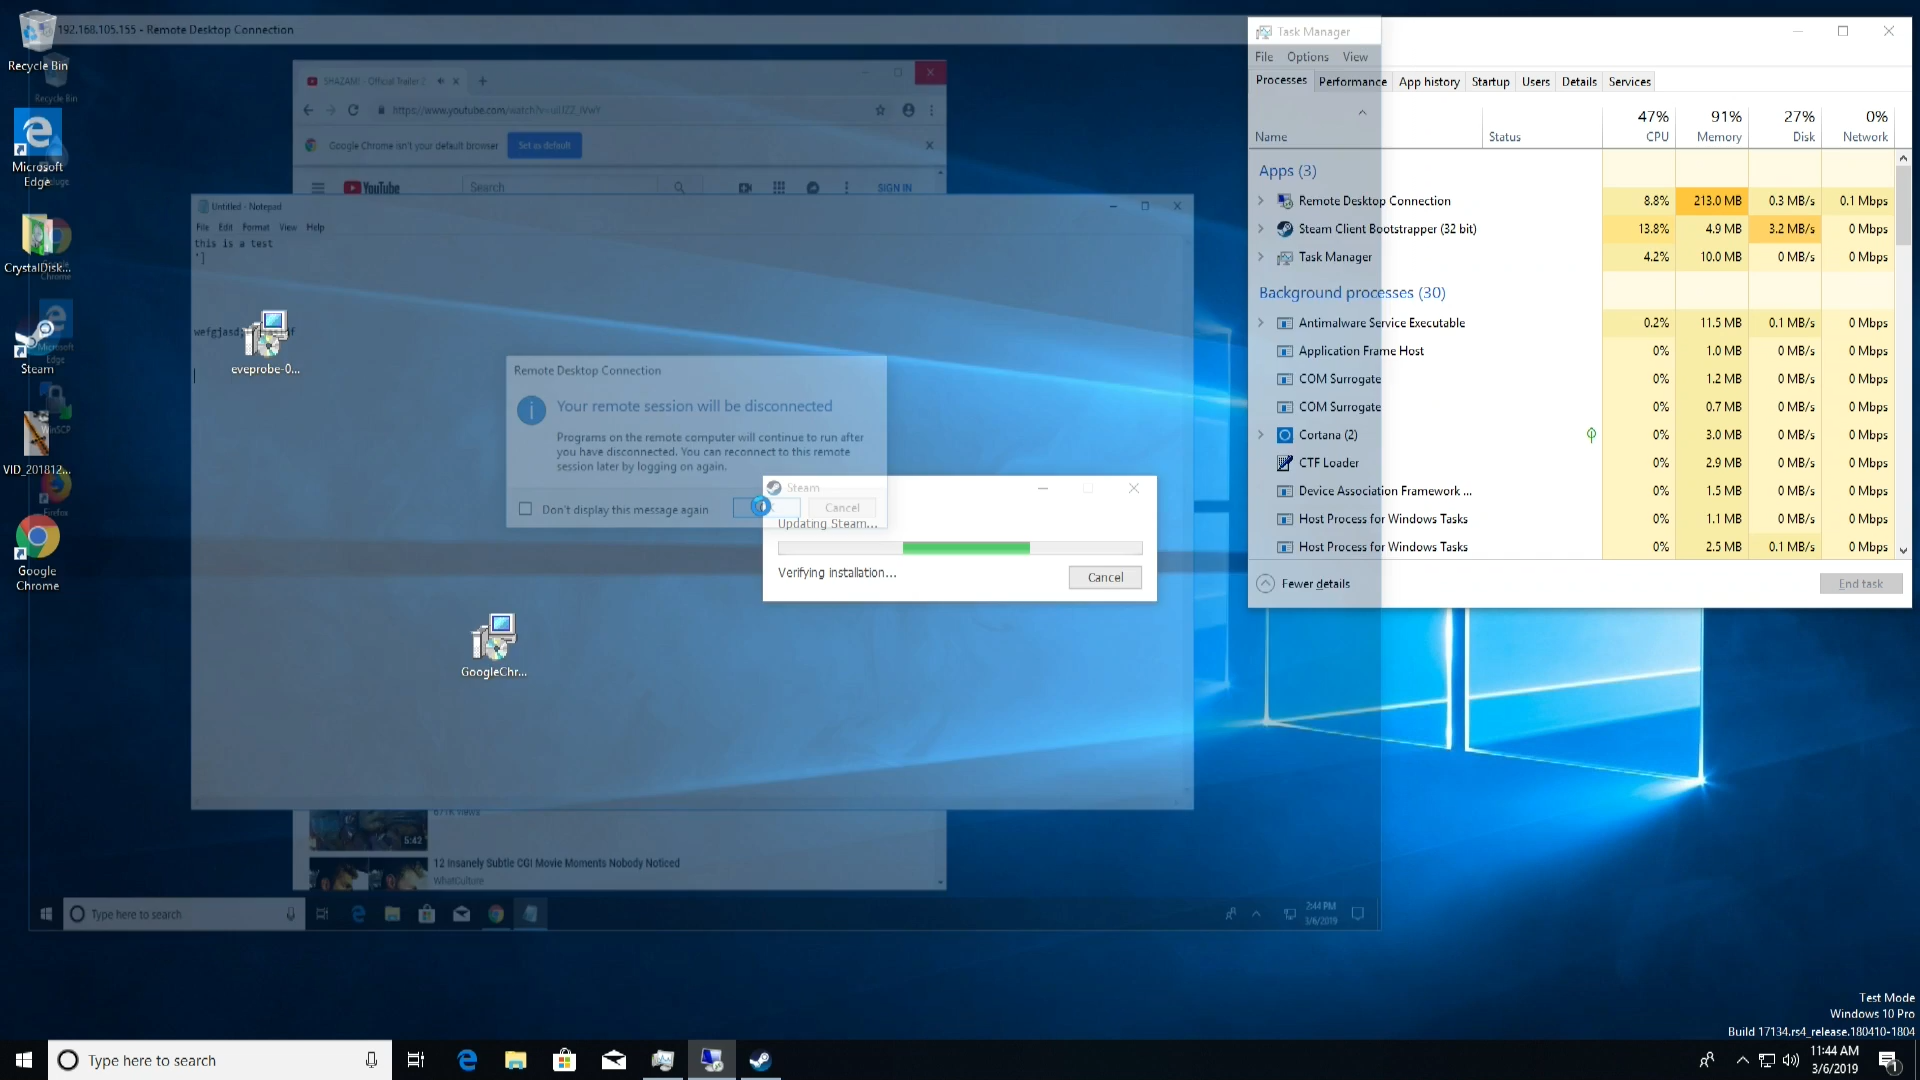 192.168.105.155 - Remote Desktop Connection
Recycle Bin
Recycle Bin
Microsoft Edge
CrystalDisk...
Google Chrome
Steam
Microsoft Edge
VID_201812...
WinSCP
Firefox
Google Chrome
SHAZAM! - Official Trailer 2
Google Chrome isn't your default browser
Set as default
YouTube
Search
SIGN IN
Untitled - Notepad
File Edit Format View Help
this is a test
']
eveprobe-0...
GoogleChr...
Remote Desktop Connection
Your remote session will be disconnected
Programs on the remote computer will continue to run after
you have disconnected. You can reconnect to this remote
session later by logging on again.
Don't display this message again
Cancel
Steam
Updating Steam...
Verifying installation...
Cancel
671K views
5:42
12 Insanely Subtle CGI Movie Moments Nobody Noticed
WhatCulture
Type here to search
2:44 PM
3/6/2019
Task Manager
File Options View
Processes Performance App history Startup Users Details Services
47% 91% 27% 0%
Name Status CPU Memory Disk Network
Apps (3)
Remote Desktop Connection 8.8% 213.0 MB 0.3 MB/s 0.1 Mbps
Steam Client Bootstrapper (32 bit) 13.8% 4.9 MB 3.2 MB/s 0 Mbps
Task Manager 4.2% 10.0 MB 0 MB/s 0 Mbps
Background processes (30)
Antimalware Service Executable 0.2% 11.5 MB 0.1 MB/s 0 Mbps
Application Frame Host 0% 1.0 MB 0 MB/s 0 Mbps
COM Surrogate 0% 1.2 MB 0 MB/s 0 Mbps
COM Surrogate 0% 0.7 MB 0 MB/s 0 Mbps
Cortana (2) 0% 3.0 MB 0 MB/s 0 Mbps
CTF Loader 0% 2.9 MB 0 MB/s 0 Mbps
Device Association Framework ... 0% 1.5 MB 0 MB/s 0 Mbps
Host Process for Windows Tasks 0% 1.1 MB 0 MB/s 0 Mbps
Host Process for Windows Tasks 0% 2.5 MB 0.1 MB/s 0 Mbps
Fewer details
End task
Test Mode
Windows 10 Pro
Build 17134.rs4_release.180410-1804
Type here to search
11:44 AM
3/6/2019
1